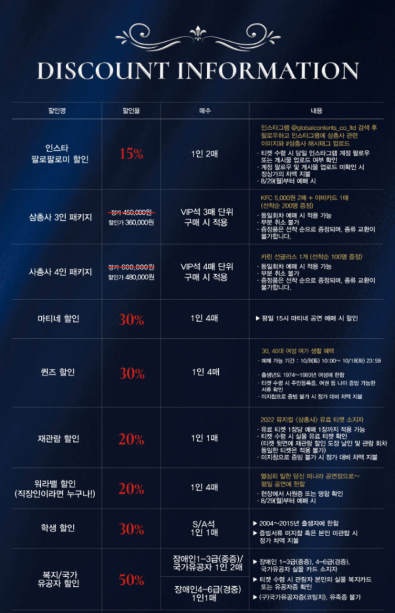 DISCOUNT INFORMATION
할인명 할인율 매수 내용
인스타
팔로팔로미 할인
15%
1인 2매
인스타그램 @globalcontents_co_ltd 검색 후
팔로우하고 인스타그램에 삼총사 관련
이미지와 #삼총사 해시태그 업로드
· 티켓 수령 시 당일 인스타그램 계정 팔로우
또는 게시물 업로드 여부 확인
· 계정 팔로우 및 게시물 업로드 미확인 시
정상가의 차액 지불
· 8/29(월)부터 예매 시
삼총사 3인 패키지
정가 450,000원
할인가 360,000원
VIP석 3매 단위
구매 시 적용
KFC 5,000원 2매 + 아바카드 1매
(선착순 200명 증정)
· 동일회차 예매 시 적용 가능
· 부분 취소 불가
· 증정품은 선착 순으로 증정되며, 종류 교환이
불가합니다.
사총사 4인 패키지
정가 600,000원
할인가 480,000원
VIP석 4매 단위
구매 시 적용
카린 선글라스 1개 (선착순 100명 증정)
· 동일회차 예매 시 적용 가능
· 부분 취소 불가
· 증정품은 선착 순으로 증정되며, 종류 교환이
불가합니다.
마티네 할인
30%
1인 4매
▶ 평일 15시 마티네 공연 예매 시 할인
퀸즈 할인
30%
1인 4매
30, 40대 여성 여가 생활 혜택
· 예매 가능 기간 : 10/8(토) 10:00~ 10/18(화) 23:59
· 출생년도 1974~1993년 여성에 한함
· 티켓 수령 시 주민등록증, 여권 등 나이 증빙 가능한
서류 확인
· 미지참으로 증빙 불가 시 정가 대비 차액 지불
재관람 할인
20%
1인 1매
2022 뮤지컬 <삼총사> 유료 티켓 소지자
· 유료 티켓 1장당 예매 1장까지 적용 가능
· 티켓 수령 시 실물 유료 티켓 확인
(티켓 뒷면에 재관람 할인 도장 날인 및 관람 회차
동일한 티켓은 적용 불가)
· 미지참으로 증빙 불가 시 정가 대비 차액 지불
워라밸 할인
(직장인이라면 누구나!)
20%
1인 4매
열심히 일한 당신 떠나라 공연장으로~
평일 공연에 한함
· 현장에서 사원증 또는 명함 확인
· 8/29(월)부터 예매 시
학생 할인
30%
S/A석
1인 1매
▶ 2004~2015년 출생자에 한함
▶ 증빙서류 미지참 혹은 본인 미관람 시
정가 차액 지불
복지/국가
유공자 할인
50%
장애인1~3급(중증)/
국가유공자 1인 2매
장애인4~6급(경증)
1인1매
▶ 장애인 1~3급(중증), 4~6급(경증),
국가유공자 실물 카드 소지자
▶ 티켓 수령 시 관람자 본인의 실물 복지카드
또는 유공자증 확인
▶ (구)국가유공자증(코팅지), 유족증 불가